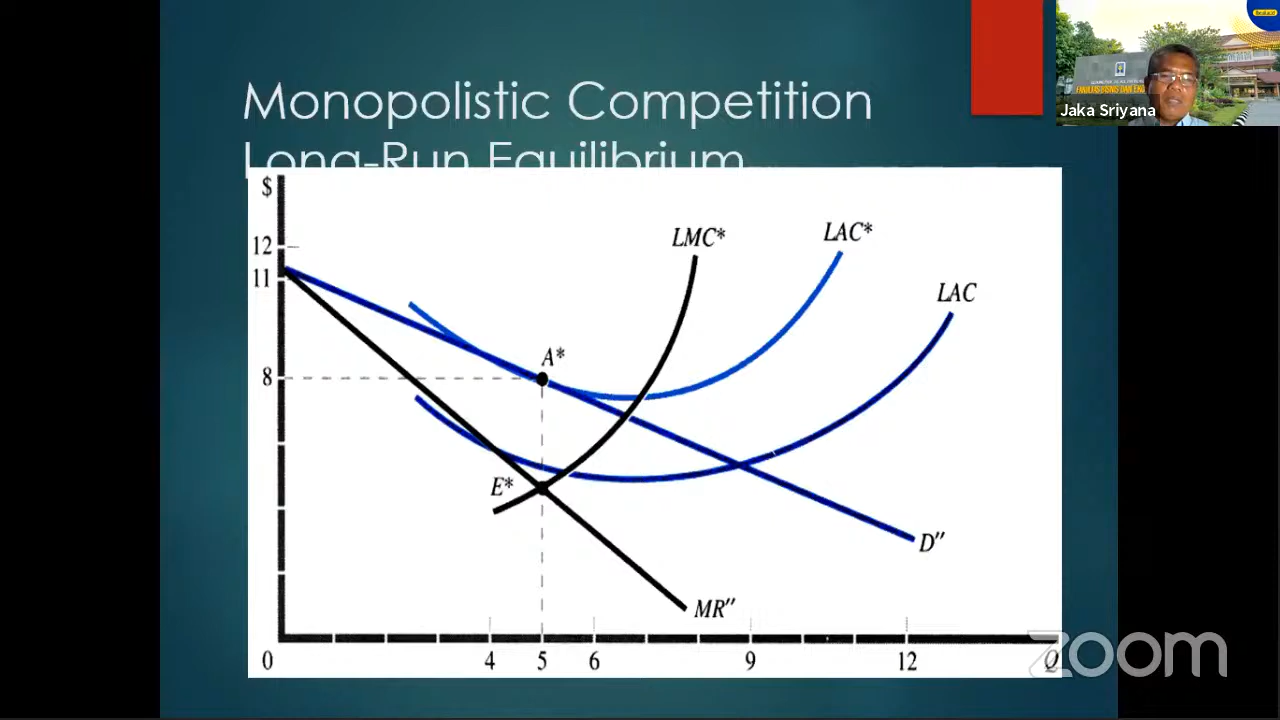 Monopolistic Competition
Long-Run Equilibrium
Jaka Sriyana
$
12
11
8
LMC*
LAC*
LAC
A*
E*
D″
MR″
0
4
5
6
9
12
Q
zoom